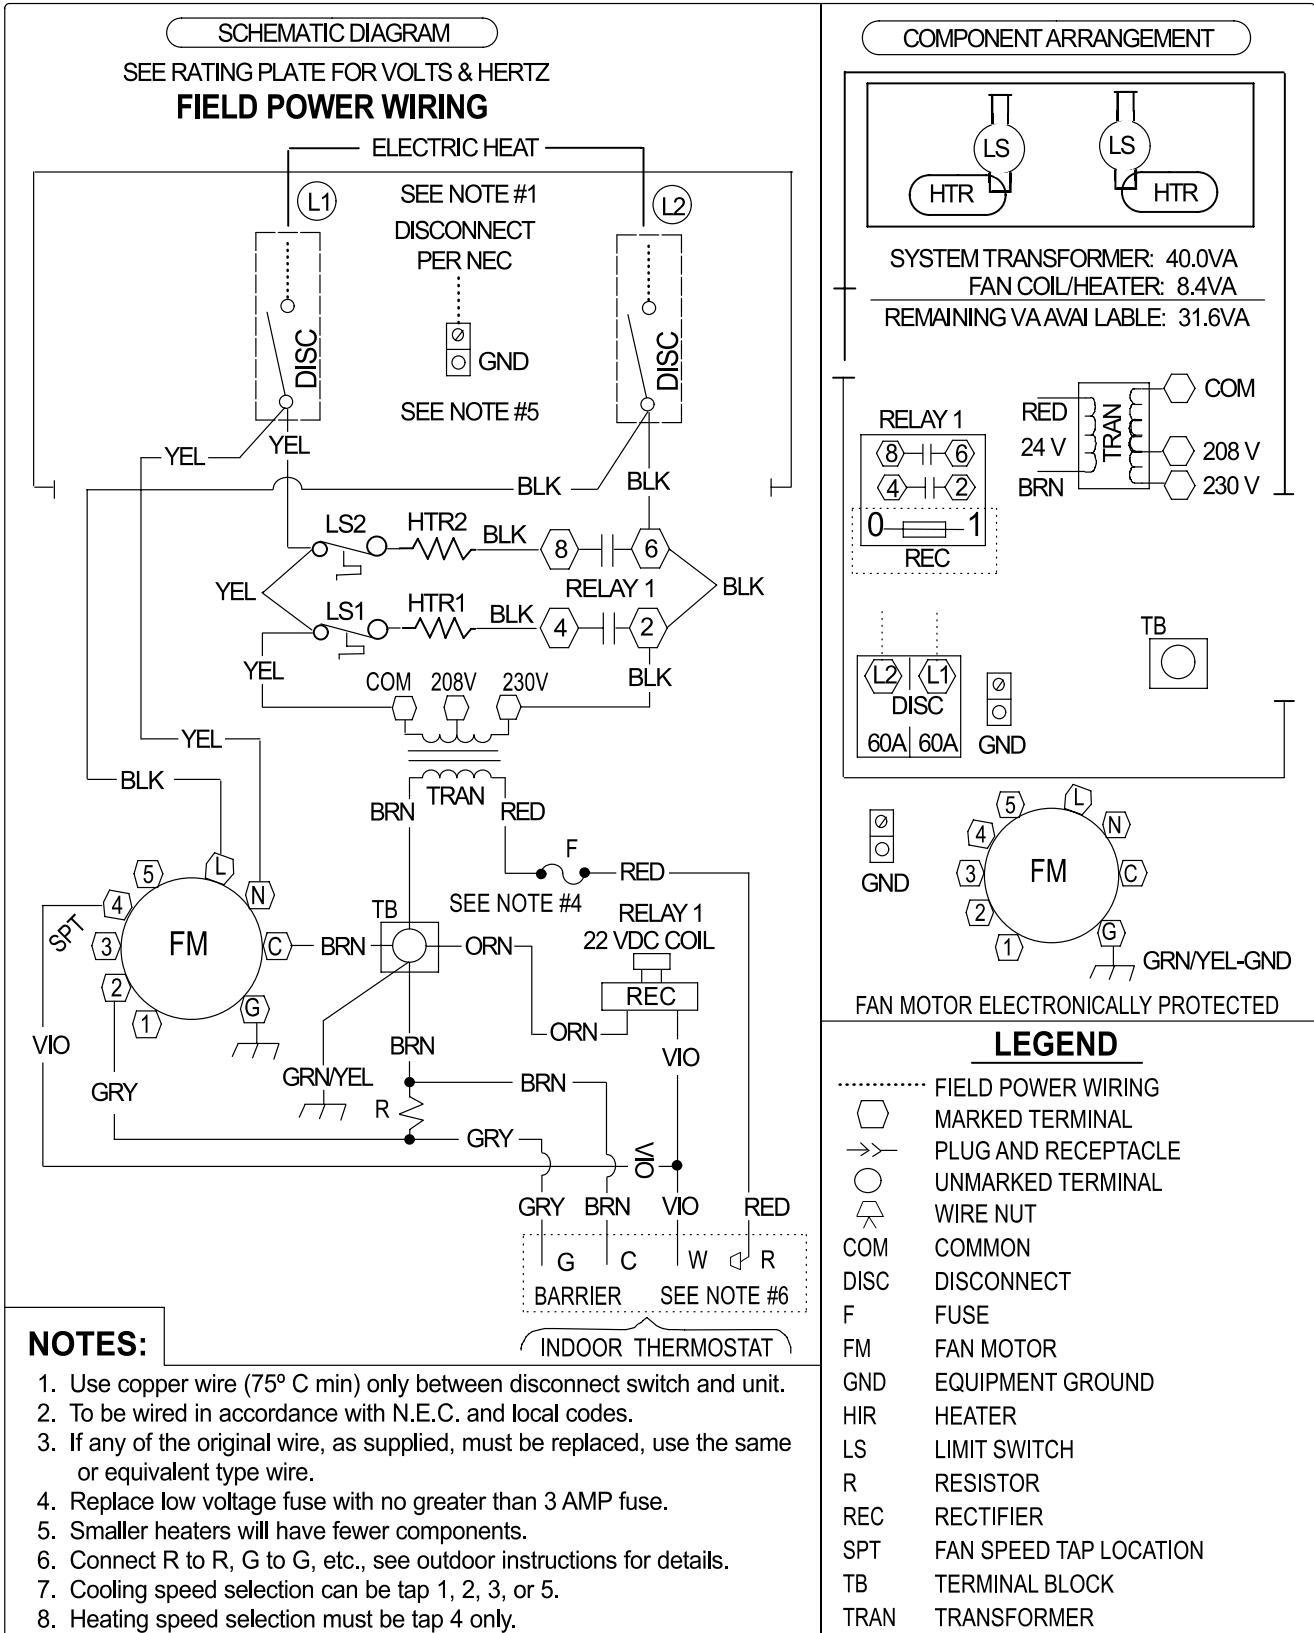 SCHEMATIC DIAGRAM
SEE RATING PLATE FOR VOLTS & HERTZ
FIELD POWER WIRING
ELECTRIC HEAT
L1
SEE NOTE #1
L2
DISCONNECT
PER NEC
DISC
GND
DISC
SEE NOTE #5
YEL
YEL
BLK
BLK
LS2
HTR2
BLK
8
6
YEL
RELAY 1
BLK
LS1
HTR1
BLK
4
2
YEL
BLK
COM
208V
230V
YEL
BLK
TRAN
BRN
RED
F
RED
SEE NOTE #4
5
L
4
N
SPT
3
FM
C
BRN
TB
ORN
RELAY 1
22 VDC COIL
REC
2
G
1
ORN
VIO
VIO
BRN
GRN/YEL
GRY
BRN
R
GRY
VIO
GRY
BRN
VIO
RED
G
C
W
R
BARRIER
SEE NOTE #6
INDOOR THERMOSTAT
NOTES:
1. Use copper wire (75º C min) only between disconnect switch and unit.
2. To be wired in accordance with N.E.C. and local codes.
3. If any of the original wire, as supplied, must be replaced, use the same
or equivalent type wire.
4. Replace low voltage fuse with no greater than 3 AMP fuse.
5. Smaller heaters will have fewer components.
6. Connect R to R, G to G, etc., see outdoor instructions for details.
7. Cooling speed selection can be tap 1, 2, 3, or 5.
8. Heating speed selection must be tap 4 only.
COMPONENT ARRANGEMENT
LS
LS
HTR
HTR
SYSTEM TRANSFORMER: 40.0VA
FAN COIL/HEATER: 8.4VA
REMAINING VA AVAI LABLE: 31.6VA
RELAY 1
8
6
4
2
0
1
REC
RED
24 V
BRN
TRAN
COM
208 V
230 V
L2
L1
DISC
60A
60A
GND
TB
GND
5
L
4
N
3
FM
C
2
G
1
GRN/YEL-GND
FAN MOTOR ELECTRONICALLY PROTECTED
LEGEND
FIELD POWER WIRING
MARKED TERMINAL
PLUG AND RECEPTACLE
UNMARKED TERMINAL
WIRE NUT
COM COMMON
DISC DISCONNECT
F FUSE
FM FAN MOTOR
GND EQUIPMENT GROUND
HIR HEATER
LS LIMIT SWITCH
R RESISTOR
REC RECTIFIER
SPT FAN SPEED TAP LOCATION
TB TERMINAL BLOCK
TRAN TRANSFORMER